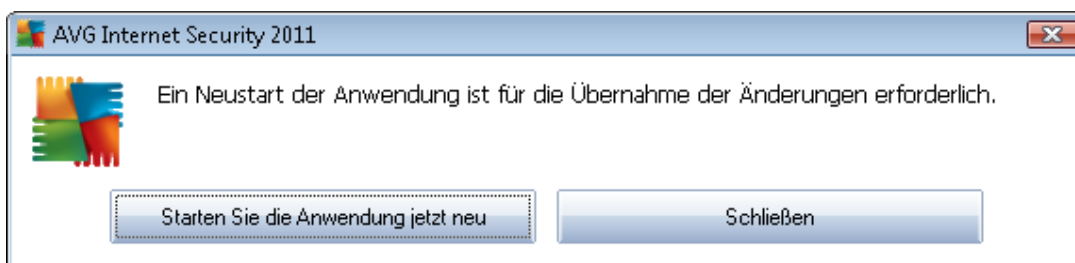 AVG Internet Security 2011
Ein Neustart der Anwendung ist für die Übernahme der Änderungen erforderlich.
Starten Sie die Anwendung jetzt neu
Schließen